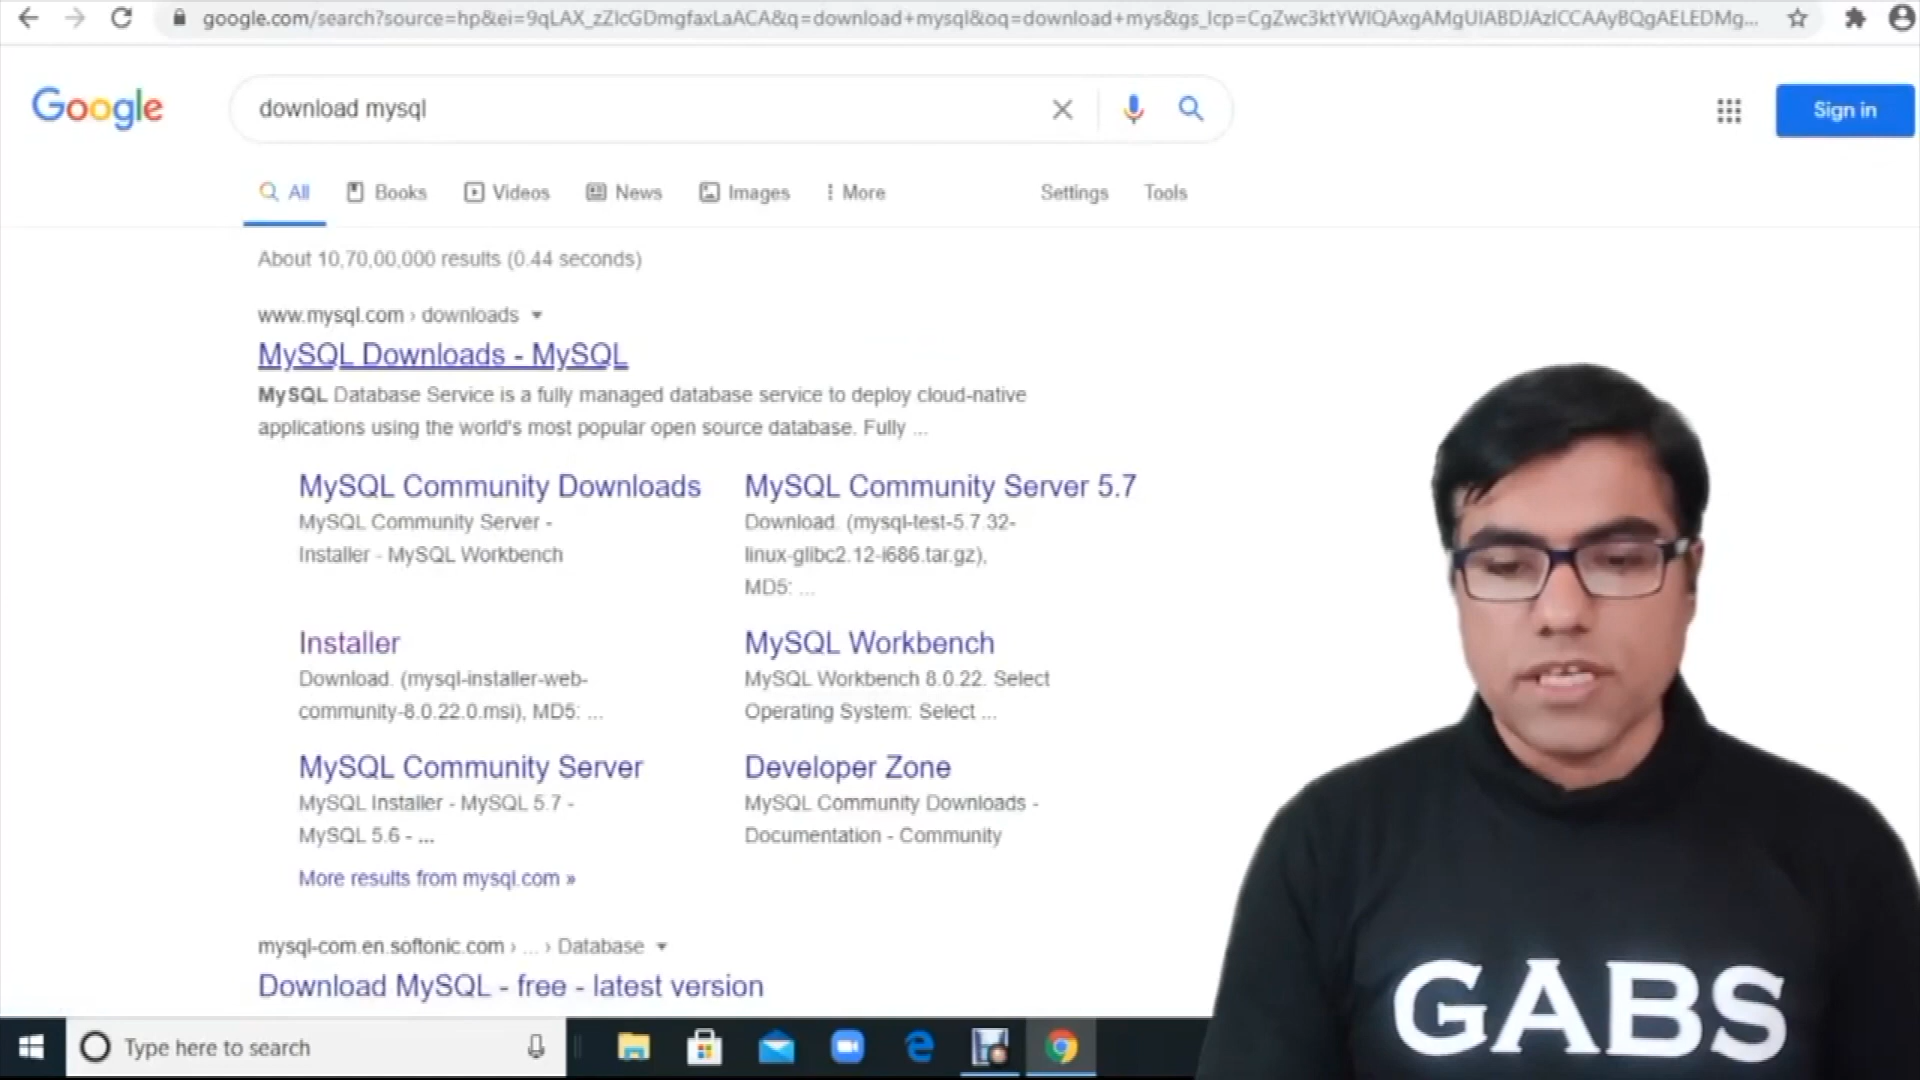 google.com/search?source=hp&ei=9qLAX_zZIcGDmgfaxLaACA&q=download+mysql&oq=download+mys&gs_lcp=CgZwc3ktYWIQAxgAMgUIABDJAzICCAAyBQgAELEDMg...
Google
download mysql
Sign in
All
Books
Videos
News
Images
More
Settings
Tools
About 10,70,00,000 results (0.44 seconds)
www.mysql.com › downloads
MySQL Downloads - MySQL
MySQL Database Service is a fully managed database service to deploy cloud-native
applications using the world's most popular open source database. Fully ...
MySQL Community Downloads
MySQL Community Server -
Installer - MySQL Workbench
MySQL Community Server 5.7
Download. (mysql-test-5.7.32-
linux-glibc2.12-i686.tar.gz),
MD5: ...
Installer
Download. (mysql-installer-web-
community-8.0.22.0.msi), MD5: ...
MySQL Workbench
MySQL Workbench 8.0.22. Select
Operating System: Select ...
MySQL Community Server
MySQL Installer - MySQL 5.7 -
MySQL 5.6 - ...
Developer Zone
MySQL Community Downloads -
Documentation - Community
More results from mysql.com »
mysql-com.en.softonic.com › ... › Database
Download MySQL - free - latest version
Type here to search
GABS